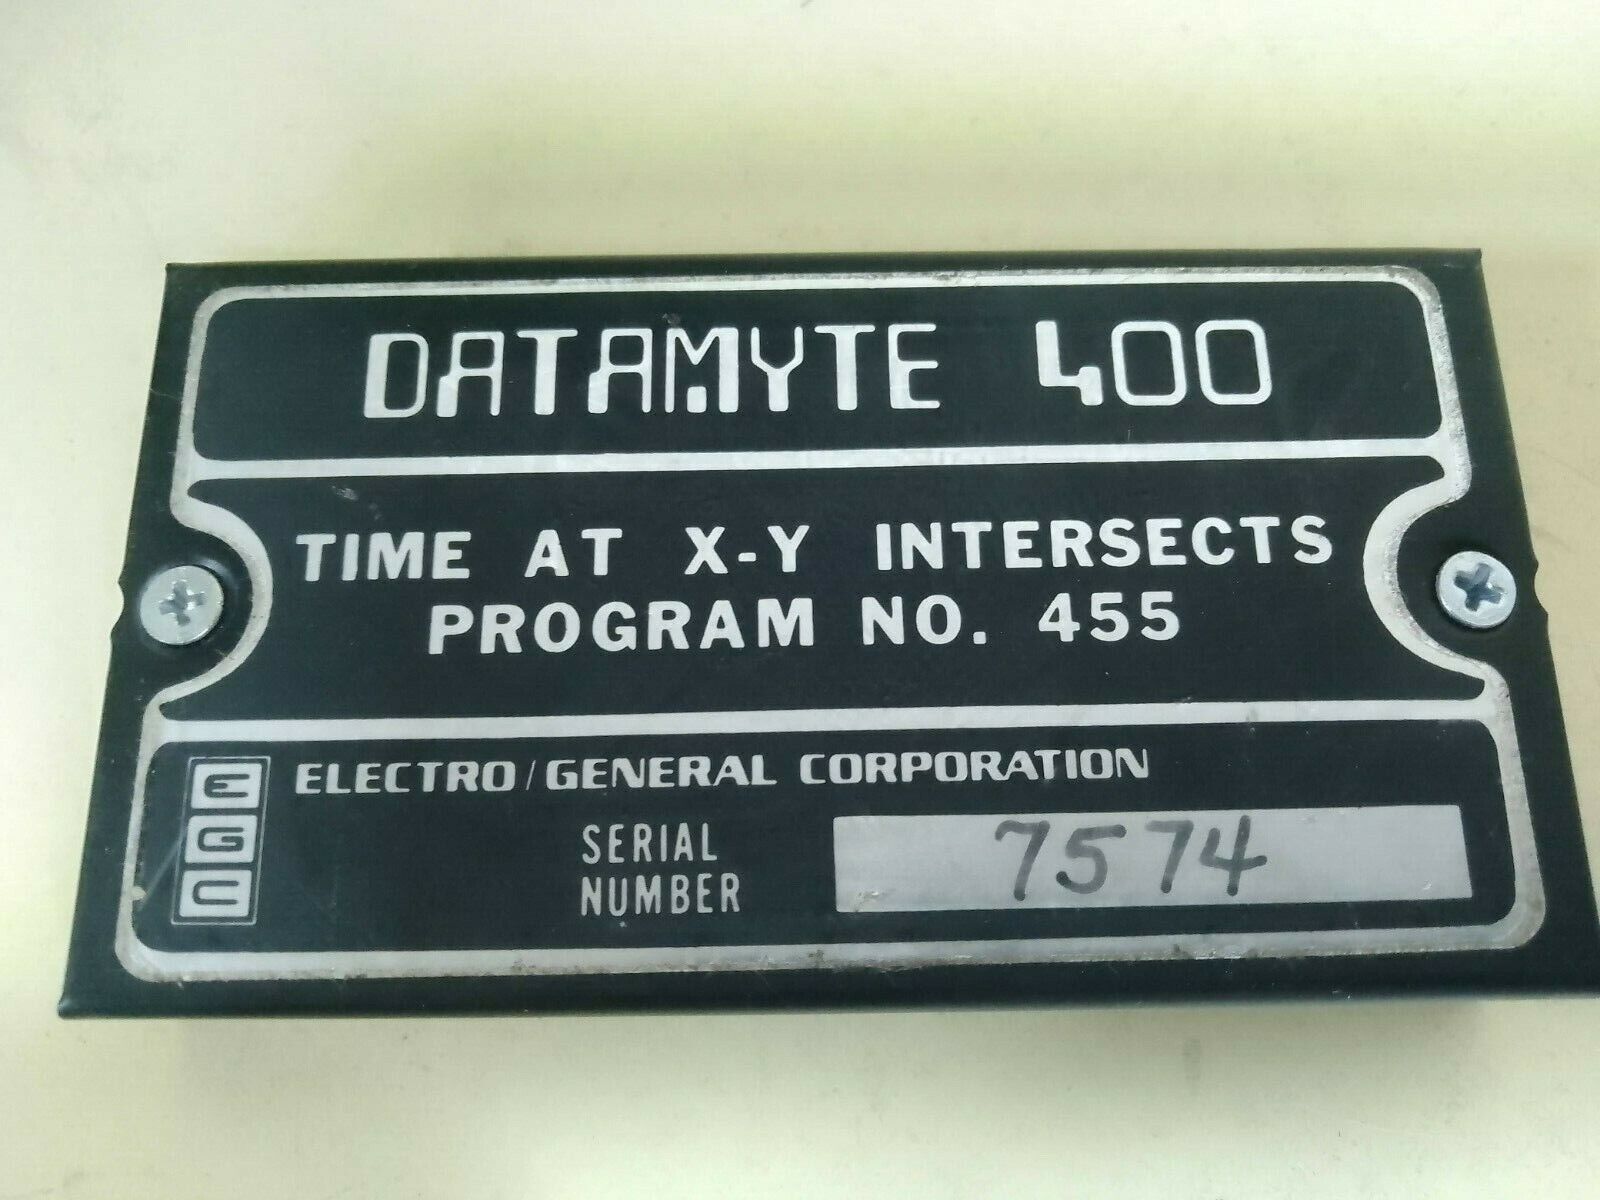 DATAMYTE 400
TIME AT X-Y INTERSECTS
PROGRAM NO. 455
E
G
C
ELECTRO/GENERAL CORPORATION
SERIAL
NUMBER
7574